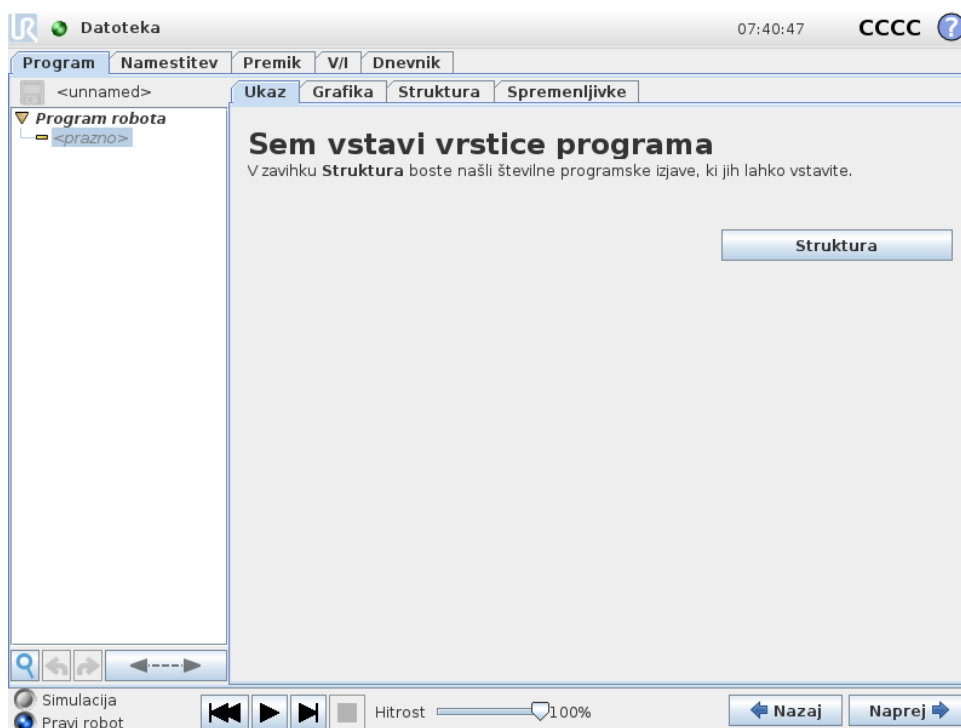 UR Datoteka 07:40:47 CCCC ?
Program Namestitev Premik V/I Dnevnik
<unnamed> Ukaz Grafika Struktura Spremenljivke
Program robota
<prazno>
Sem vstavi vrstice programa
V zavihku Struktura boste našli številne programske izjave, ki jih lahko vstavite.
Struktura
Simulacija
Pravi robot
Hitrost 100% Nazaj Naprej